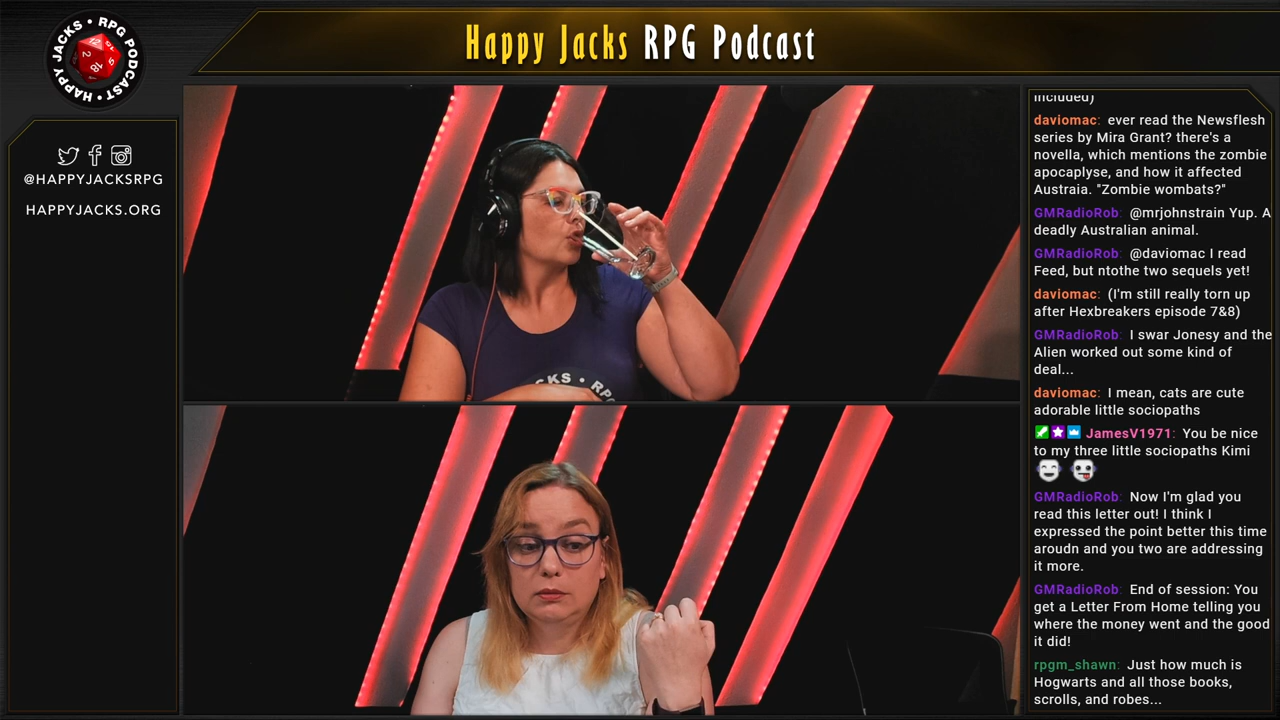 HAPPY JACKS • RPG PODCAST •
12
2
9
18
Happy Jacks RPG Podcast
@HAPPYJACKSRPG
HAPPYJACKS.ORG
CKS • RPG
included)
daviomac: ever read the Newsflesh
series by Mira Grant? there's a
novella, which mentions the zombie
apocaplyse, and how it affected
Austraia. "Zombie wombats?"
GMRadioRob: @mrjohnstrain Yup. A
deadly Australian animal.
GMRadioRob: @daviomac I read
Feed, but ntothe two sequels yet!
daviomac: (I'm still really torn up
after Hexbreakers episode 7&8)
GMRadioRob: I swar Jonesy and the
Alien worked out some kind of
deal...
daviomac: I mean, cats are cute
adorable little sociopaths
JamesV1971: You be nice
to my three little sociopaths Kimi
GMRadioRob: Now I'm glad you
read this letter out! I think I
expressed the point better this time
aroudn and you two are addressing
it more.
GMRadioRob: End of session: You
get a Letter From Home telling you
where the money went and the good
it did!
rpgm_shawn: Just how much is
Hogwarts and all those books,
scrolls, and robes...